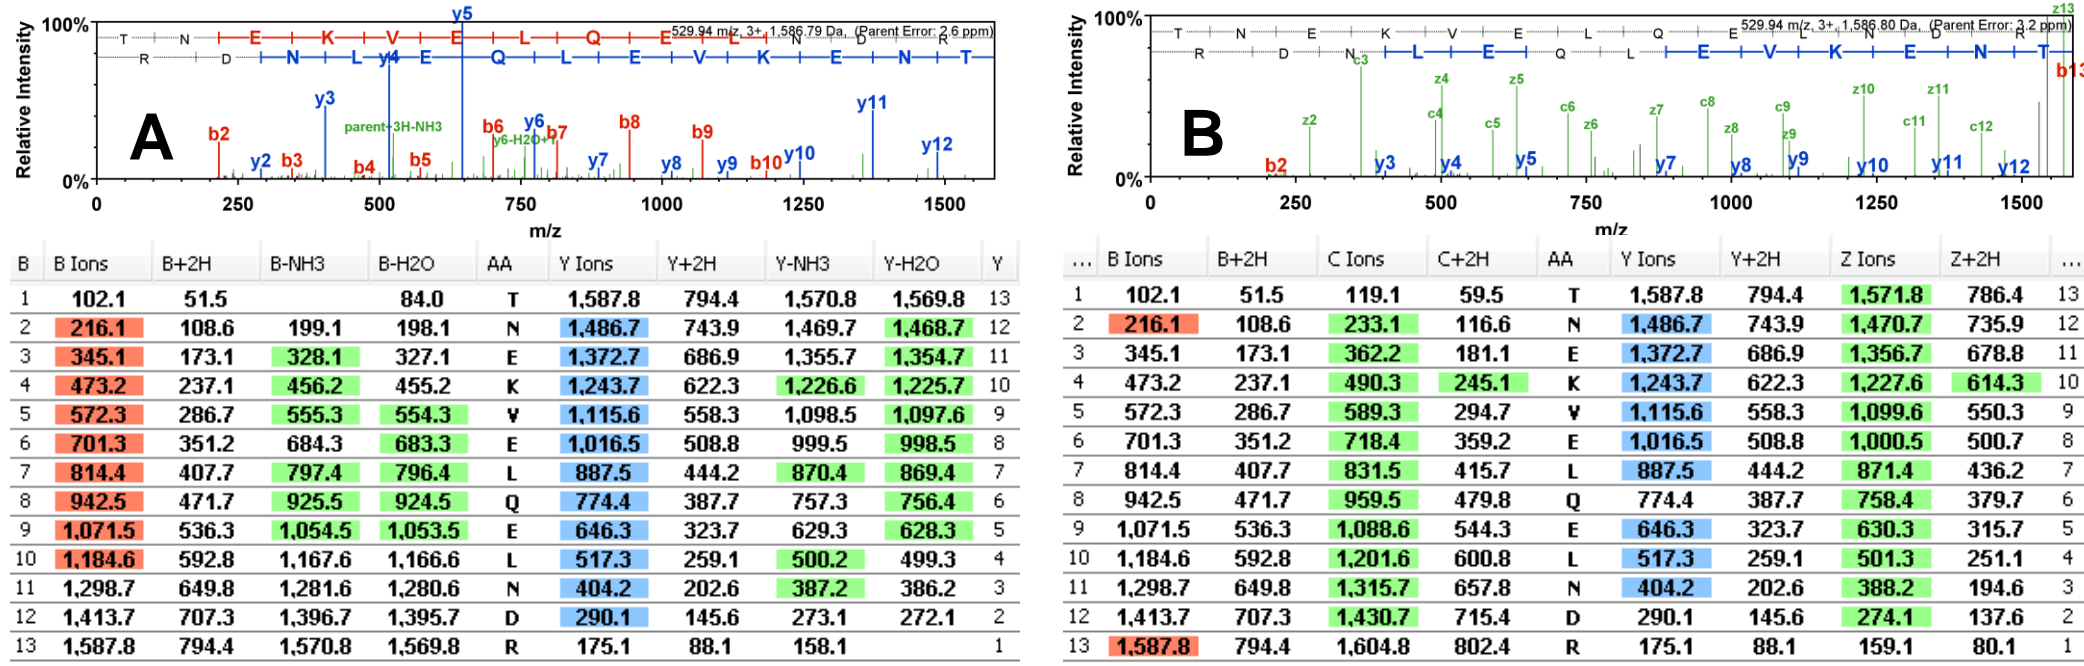 100%
y5
529.94 m/z, 3+, 1,586.79 Da, (Parent Error: 2.6 ppm)
T N E K V E L Q E L N D R
R D N L y4 E Q L E V K E N T
Relative Intensity
A
y3
parent+3H-NH3
b2
y2
b3
b4
b5
b6
y6-H2O+1
y6
b7
y7
b8
y8
b9
y9
b10
y10
y11
y12
0%
0 250 500 750 1000 1250 1500
m/z
B B Ions B+2H B-NH3 B-H2O AA Y Ions Y+2H Y-NH3 Y-H2O Y
1 102.1 51.5 84.0 T 1,587.8 794.4 1,570.8 1,569.8 13
2 216.1 108.6 199.1 198.1 N 1,486.7 743.9 1,469.7 1,468.7 12
3 345.1 173.1 328.1 327.1 E 1,372.7 686.9 1,355.7 1,354.7 11
4 473.2 237.1 456.2 455.2 K 1,243.7 622.3 1,226.6 1,225.7 10
5 572.3 286.7 555.3 554.3 V 1,115.6 558.3 1,098.5 1,097.6 9
6 701.3 351.2 684.3 683.3 E 1,016.5 508.8 999.5 998.5 8
7 814.4 407.7 797.4 796.4 L 887.5 444.2 870.4 869.4 7
8 942.5 471.7 925.5 924.5 Q 774.4 387.7 757.3 756.4 6
9 1,071.5 536.3 1,054.5 1,053.5 E 646.3 323.7 629.3 628.3 5
10 1,184.6 592.8 1,167.6 1,166.6 L 517.3 259.1 500.2 499.3 4
11 1,298.7 649.8 1,281.6 1,280.6 N 404.2 202.6 387.2 386.2 3
12 1,413.7 707.3 1,396.7 1,395.7 D 290.1 145.6 273.1 272.1 2
13 1,587.8 794.4 1,570.8 1,569.8 R 175.1 88.1 158.1 1
100%
z13
529.94 m/z, 3+, 1,586.80 Da, (Parent Error: 3.2 ppm)
T N E K V E L Q E L N D R
R D N L E Q L E V K E N T
Relative Intensity
B
b13
b2
z2
c3
y3
c4
z4
y4
c5
z5
y5
c6
z6
z7
y7
c8
z8
y8
c9
z9
y9
z10
y10
c11
z11
y11
c12
y12
0%
0 250 500 750 1000 1250 1500
m/z
... B Ions B+2H C Ions C+2H AA Y Ions Y+2H Z Ions Z+2H ...
1 102.1 51.5 119.1 59.5 T 1,587.8 794.4 1,571.8 786.4 13
2 216.1 108.6 233.1 116.6 N 1,486.7 743.9 1,470.7 735.9 12
3 345.1 173.1 362.2 181.1 E 1,372.7 686.9 1,356.7 678.8 11
4 473.2 237.1 490.3 245.1 K 1,243.7 622.3 1,227.6 614.3 10
5 572.3 286.7 589.3 294.7 V 1,115.6 558.3 1,099.6 550.3 9
6 701.3 351.2 718.4 359.2 E 1,016.5 508.8 1,000.5 500.7 8
7 814.4 407.7 831.5 415.7 L 887.5 444.2 871.4 436.2 7
8 942.5 471.7 959.5 479.8 Q 774.4 387.7 758.4 379.7 6
9 1,071.5 536.3 1,088.6 544.3 E 646.3 323.7 630.3 315.7 5
10 1,184.6 592.8 1,201.6 600.8 L 517.3 259.1 501.3 251.1 4
11 1,298.7 649.8 1,315.7 657.8 N 404.2 202.6 388.2 194.6 3
12 1,413.7 707.3 1,430.7 715.4 D 290.1 145.6 274.1 137.6 2
13 1,587.8 794.4 1,604.8 802.4 R 175.1 88.1 159.1 80.1 1